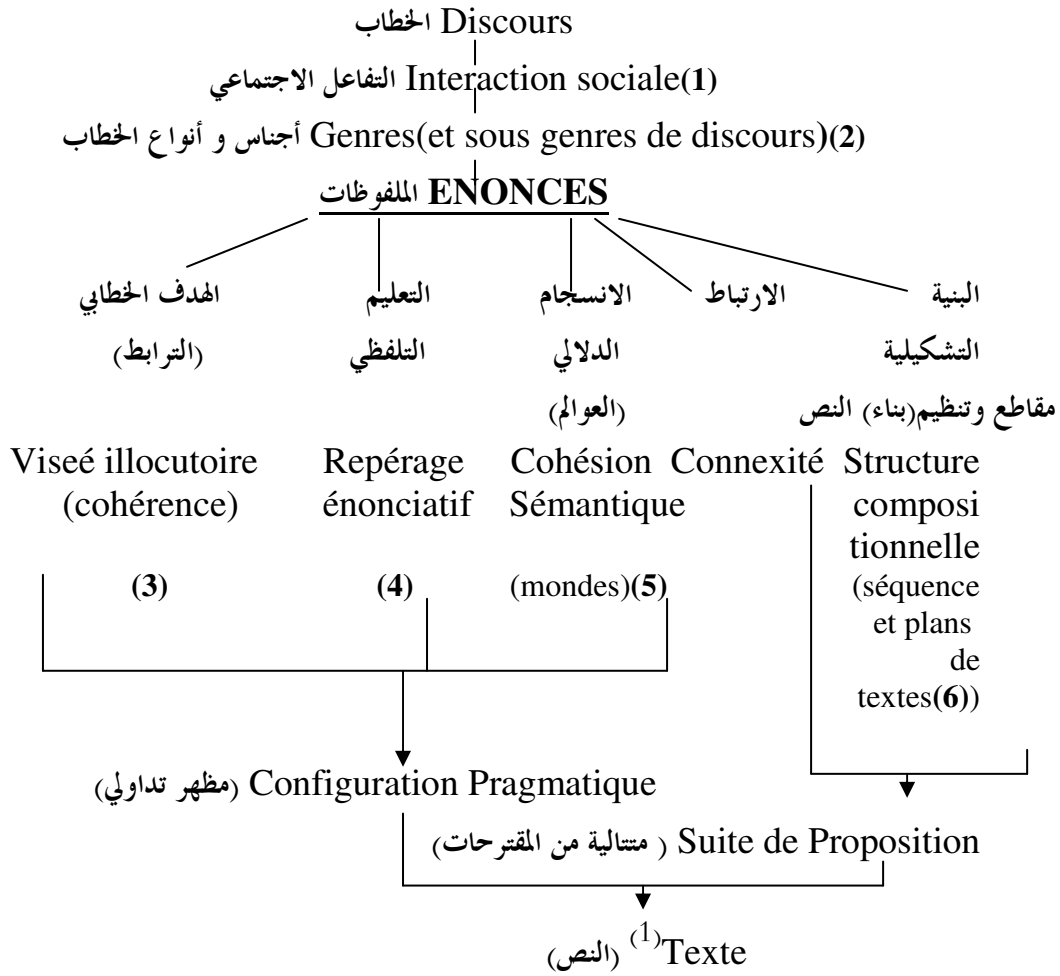 الخطاب Discours
التفاعل الاجتماعي Interaction sociale(1)
أجناس و أنواع الخطاب Genres(et sous genres de discours)(2)
الملفوظات ENONCES
الهدف الخطابي التعليم الانسجام الارتباط البنية
(الترابط) التلفظي الدلالي التشكيلية
(العوالم) مقاطع وتنظيم(بناء) النص
Viseé illocutoire Repérage Cohésion Connexité Structure
(cohérence) énonciatif Sémantique composi
tionnelle
(3) (4) (mondes)(5) (séquence
et plans
de
textes(6))
(مظهر تداولي) Configuration Pragmatique
( متتالية من المقترحات) Suite de Proposition
(النص) (1)Texte